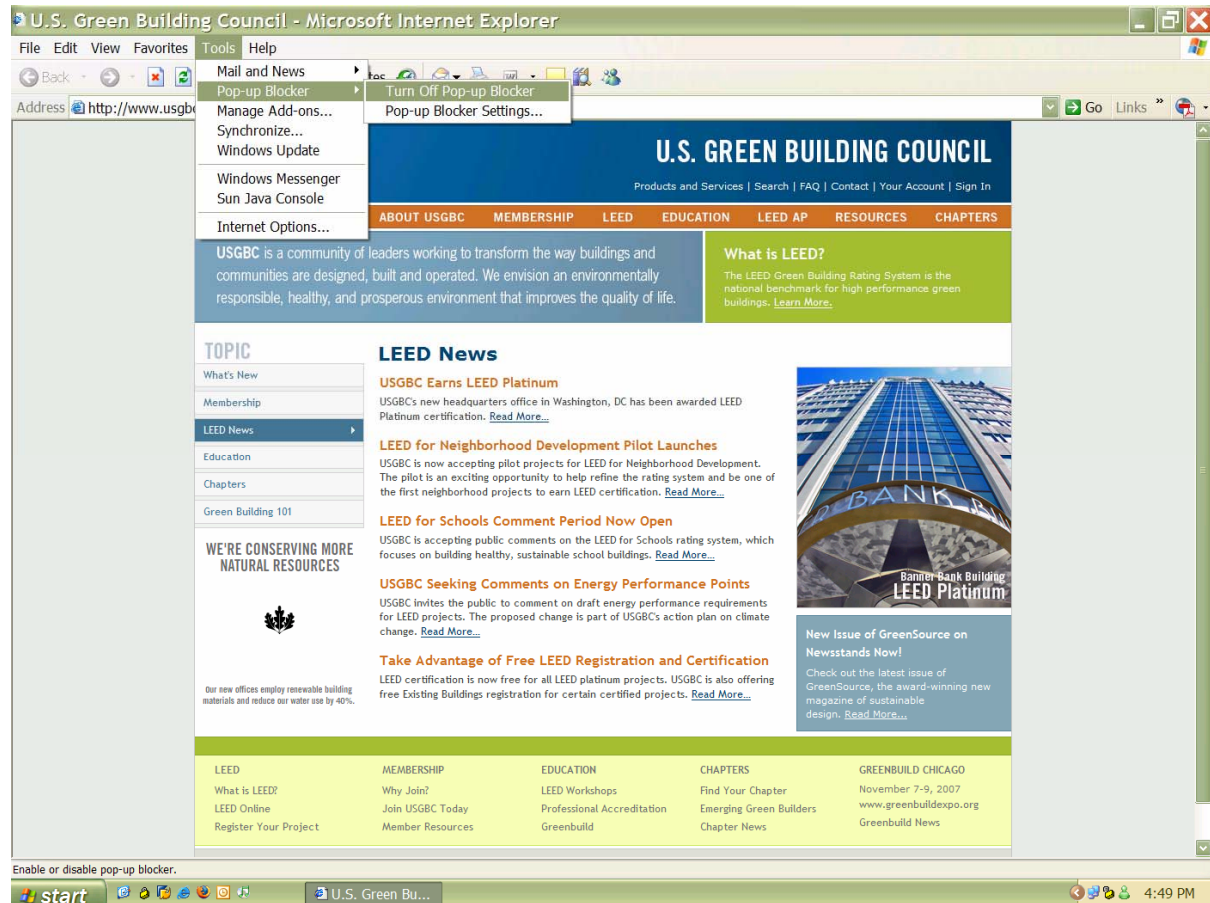 U.S. Green Building Council - Microsoft Internet Explorer
File Edit View Favorites Tools Help
Back
Address http://www.usgb
Go Links »
Mail and News
Pop-up Blocker
Manage Add-ons...
Synchronize...
Windows Update
Windows Messenger
Sun Java Console
Internet Options...
Turn Off Pop-up Blocker
Pop-up Blocker Settings...
U.S. GREEN BUILDING COUNCIL
Products and Services | Search | FAQ | Contact | Your Account | Sign In
ABOUT USGBC MEMBERSHIP LEED EDUCATION LEED AP RESOURCES CHAPTERS
USGBC is a community of leaders working to transform the way buildings and
communities are designed, built and operated. We envision an environmentally
responsible, healthy, and prosperous environment that improves the quality of life.
What is LEED?
The LEED Green Building Rating System is the
national benchmark for high performance green
buildings. Learn More.
TOPIC
What's New
Membership
LEED News
Education
Chapters
Green Building 101
WE'RE CONSERVING MORE
NATURAL RESOURCES
Our new offices employ renewable building
materials and reduce our water use by 40%.
LEED News
USGBC Earns LEED Platinum
USGBC's new headquarters office in Washington, DC has been awarded LEED
Platinum certification. Read More...
LEED for Neighborhood Development Pilot Launches
USGBC is now accepting pilot projects for LEED for Neighborhood Development.
The pilot is an exciting opportunity to help refine the rating system and be one of
the first neighborhood projects to earn LEED certification. Read More...
LEED for Schools Comment Period Now Open
USGBC is accepting public comments on the LEED for Schools rating system, which
focuses on building healthy, sustainable school buildings. Read More...
USGBC Seeking Comments on Energy Performance Points
USGBC invites the public to comment on draft energy performance requirements
for LEED projects. The proposed change is part of USGBC's action plan on climate
change. Read More...
Take Advantage of Free LEED Registration and Certification
LEED certification is now free for all LEED platinum projects. USGBC is also offering
free Existing Buildings registration for certain certified projects. Read More...
BANK
Banner Bank Building
LEED Platinum
New Issue of GreenSource on
Newsstands Now!
Check out the latest issue of
GreenSource, the award-winning new
magazine of sustainable
design. Read More...
LEED
What is LEED?
LEED Online
Register Your Project
MEMBERSHIP
Why Join?
Join USGBC Today
Member Resources
EDUCATION
LEED Workshops
Professional Accreditation
Greenbuild
CHAPTERS
Find Your Chapter
Emerging Green Builders
Chapter News
GREENBUILD CHICAGO
November 7-9, 2007
www.greenbuildexpo.org
Greenbuild News
Enable or disable pop-up blocker.
start
U.S. Green Bu...
4:49 PM